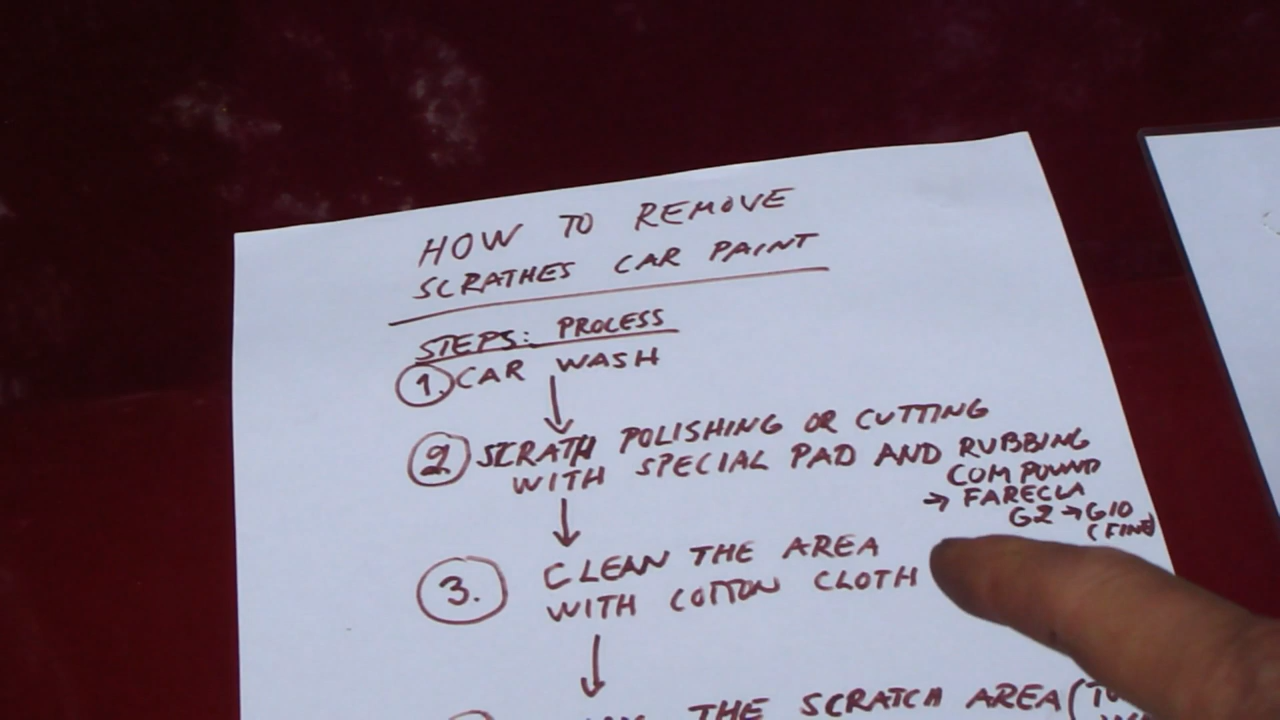 HOW TO REMOVE
SCRATHES CAR PAINT
STEPS: PROCESS
1. CAR WASH
2 SCRATH POLISHING OR CUTTING
WITH SPECIAL PAD AND RUBBING
COMPOUND
→ FARECLA
G2 → G10
(FINE)
3. CLEAN THE AREA
WITH COTTON CLOTH
THE SCRATCH AREA (